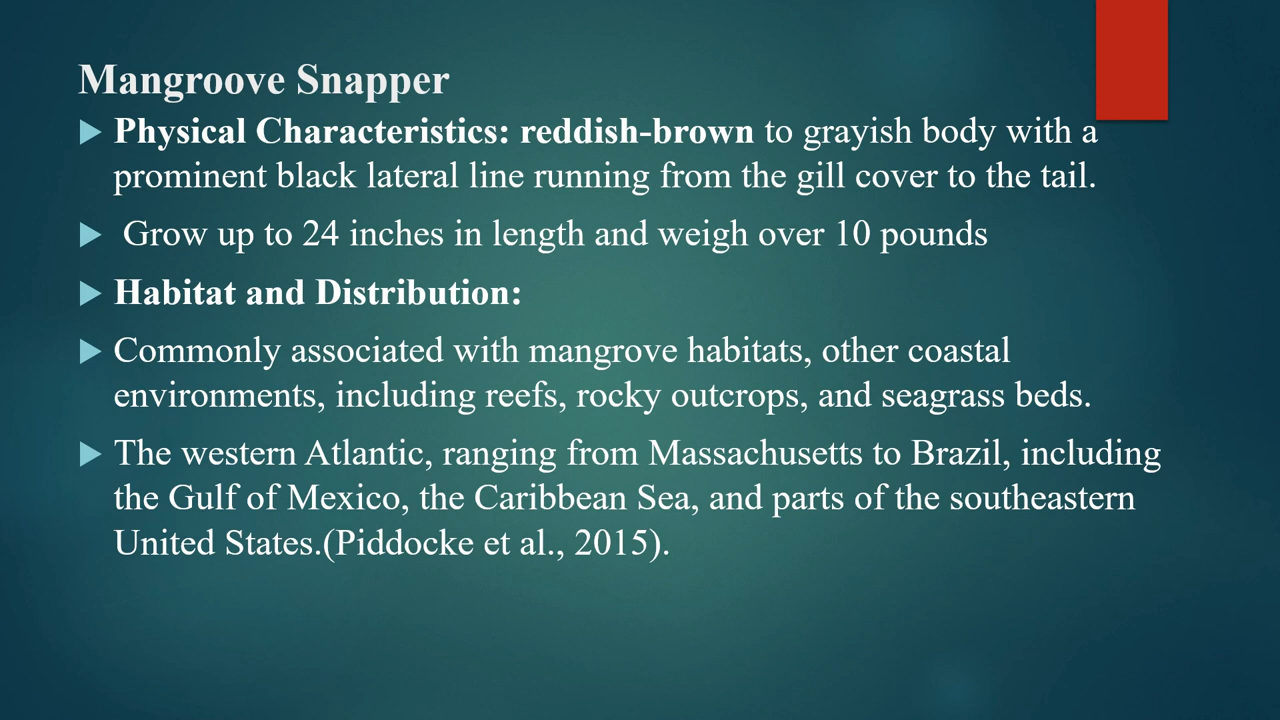 Mangroove Snapper
Physical Characteristics: reddish-brown to grayish body with a
prominent black lateral line running from the gill cover to the tail.
Grow up to 24 inches in length and weigh over 10 pounds
Habitat and Distribution:
Commonly associated with mangrove habitats, other coastal
environments, including reefs, rocky outcrops, and seagrass beds.
The western Atlantic, ranging from Massachusetts to Brazil, including
the Gulf of Mexico, the Caribbean Sea, and parts of the southeastern
United States.(Piddocke et al., 2015).